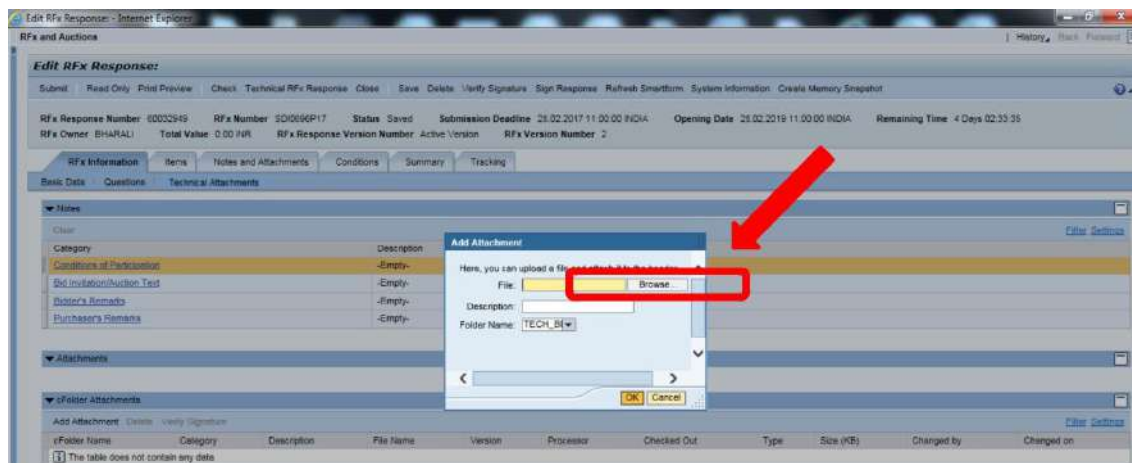 Edit RFx Response: - Internet Explorer
RFx and Auctions
History Back Forward
Edit RFx Response:
Submit Read Only Print Preview Check Technical RFx Response Close Save Delete Verify Signature Sign Response Refresh Smartform System Information Create Memory Snapshot
RFx Response Number 60032949 RFx Number SDI0696P17 Status Saved Submission Deadline 28.02.2017 11:00:00 INDIA Opening Date 28.02.2019 11:00:00 INDIA Remaining Time 4 Days 02:33:35
RFx Owner BHARALI Total Value 0.00 INR RFx Response Version Number Active Version RFx Version Number 2
RFx Information Items Notes and Attachments Conditions Summary Tracking
Basic Data Questions Technical Attachments
Notes
Clear Filter Settings
Category Description
Conditions of Participation -Empty-
Bid Invitation/Auction Text -Empty-
Bidder's Remarks -Empty-
Purchaser's Remarks -Empty-
Add Attachment
Here, you can upload a file and attach it to the header
File: Browse...
Description:
Folder Name: TECH_BI
OK Cancel
Attachments
cFolder Attachments
Add Attachment Delete Verify Signature Filter Settings
cFolder Name Category Description File Name Version Processor Checked Out Type Size (KB) Changed by Changed on
The table does not contain any data